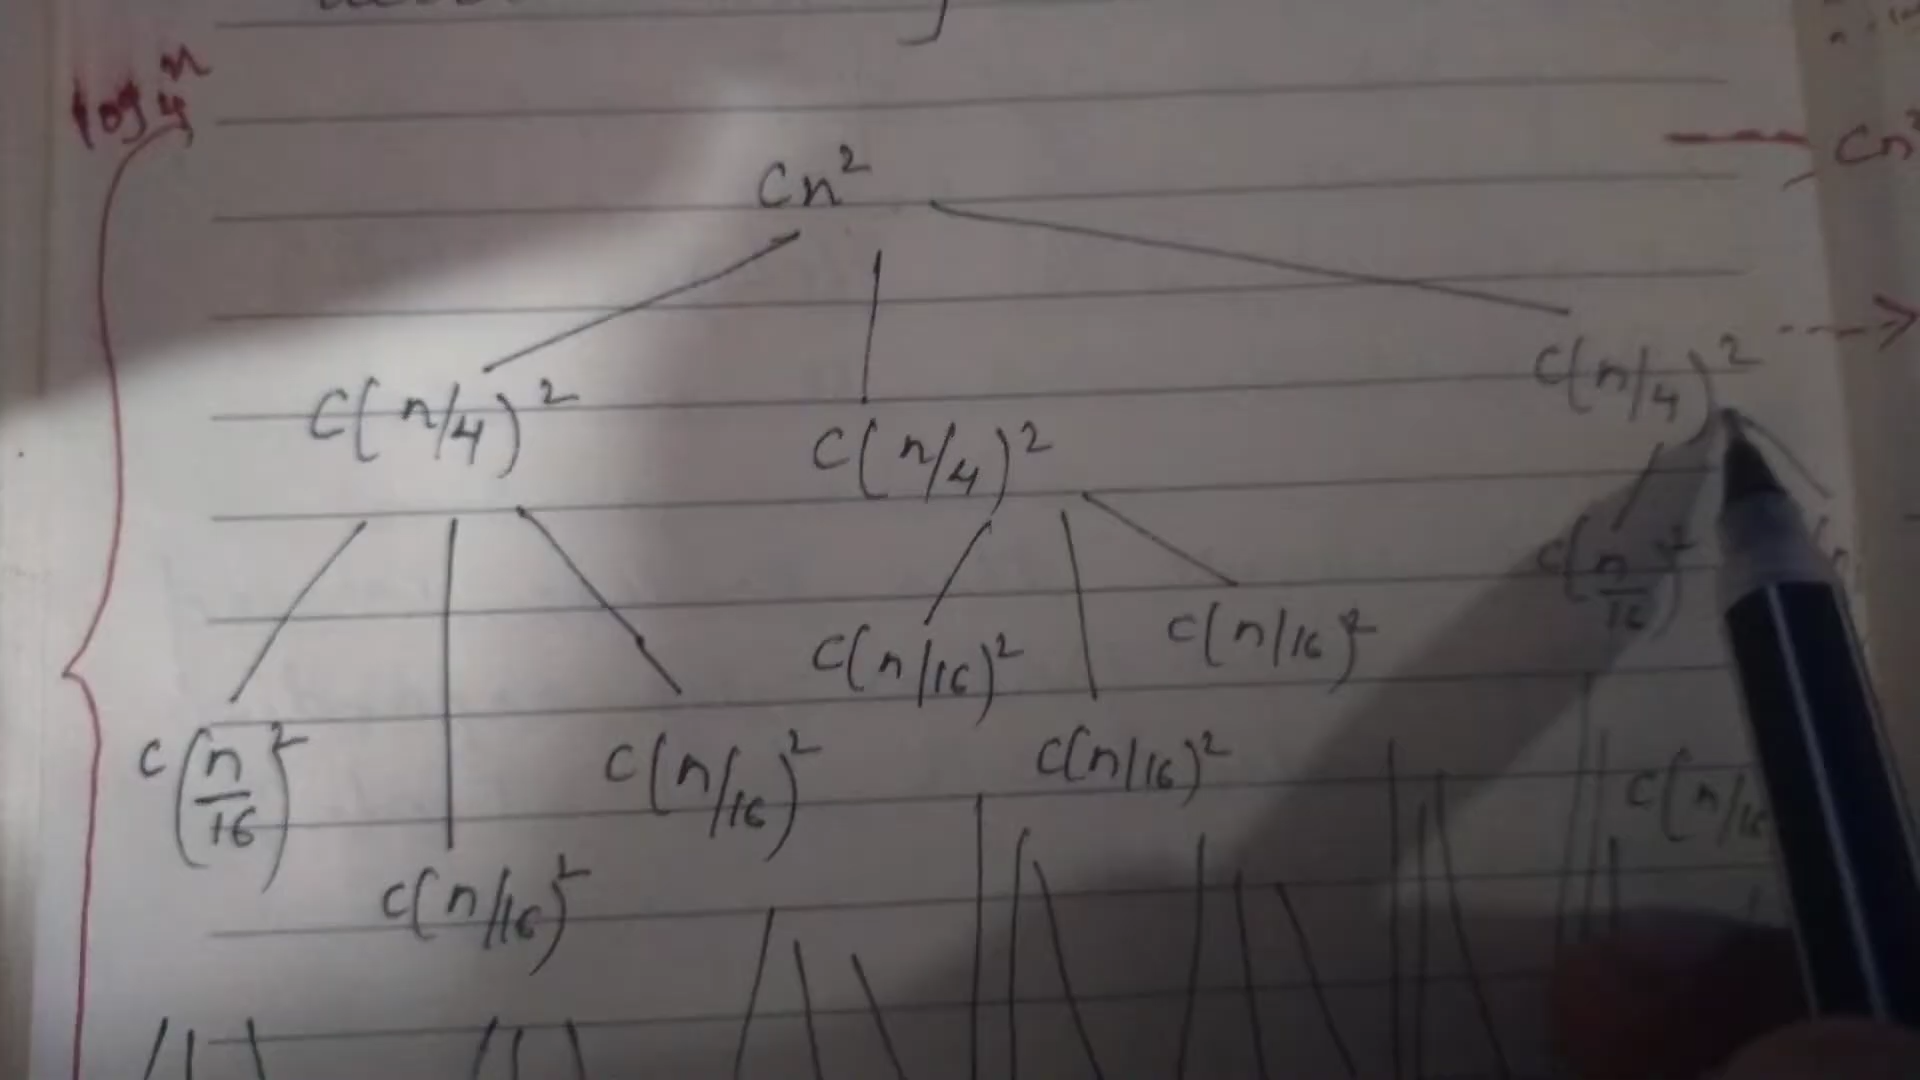 log₄ⁿ
Cn²
Cn²
C(n/4)² C(n/4)² C(n/4)²
C(n/16)² C(n/16)² C(n/16)² C(n/16)² C(n/16)² C(n/16)² C(n/16)²